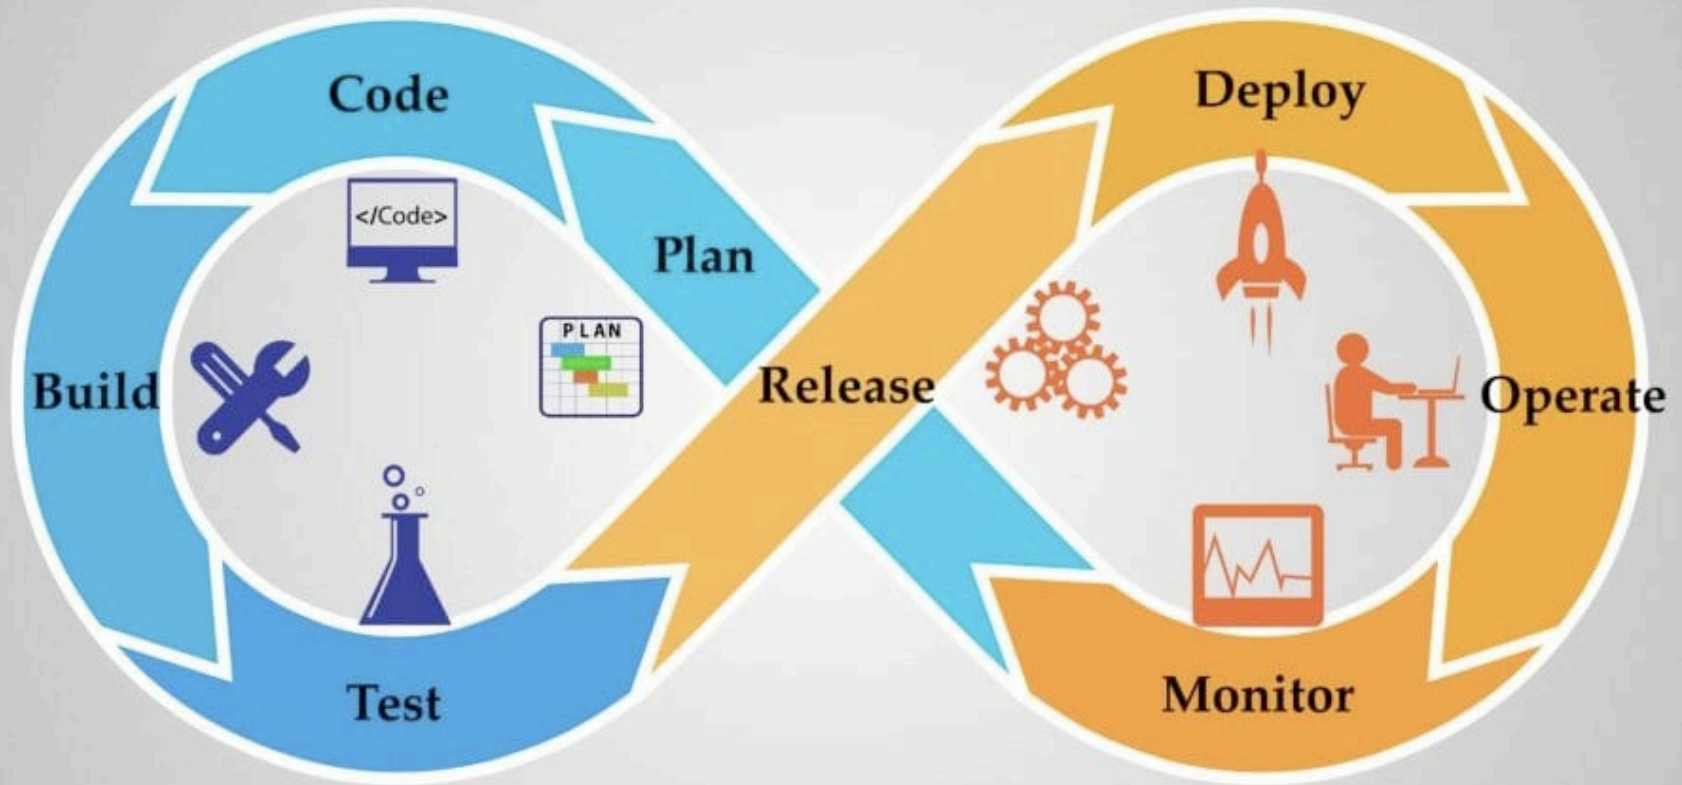 Code
Deploy
</Code>
Plan
PLAN
Build
Release
Operate
Test
Monitor